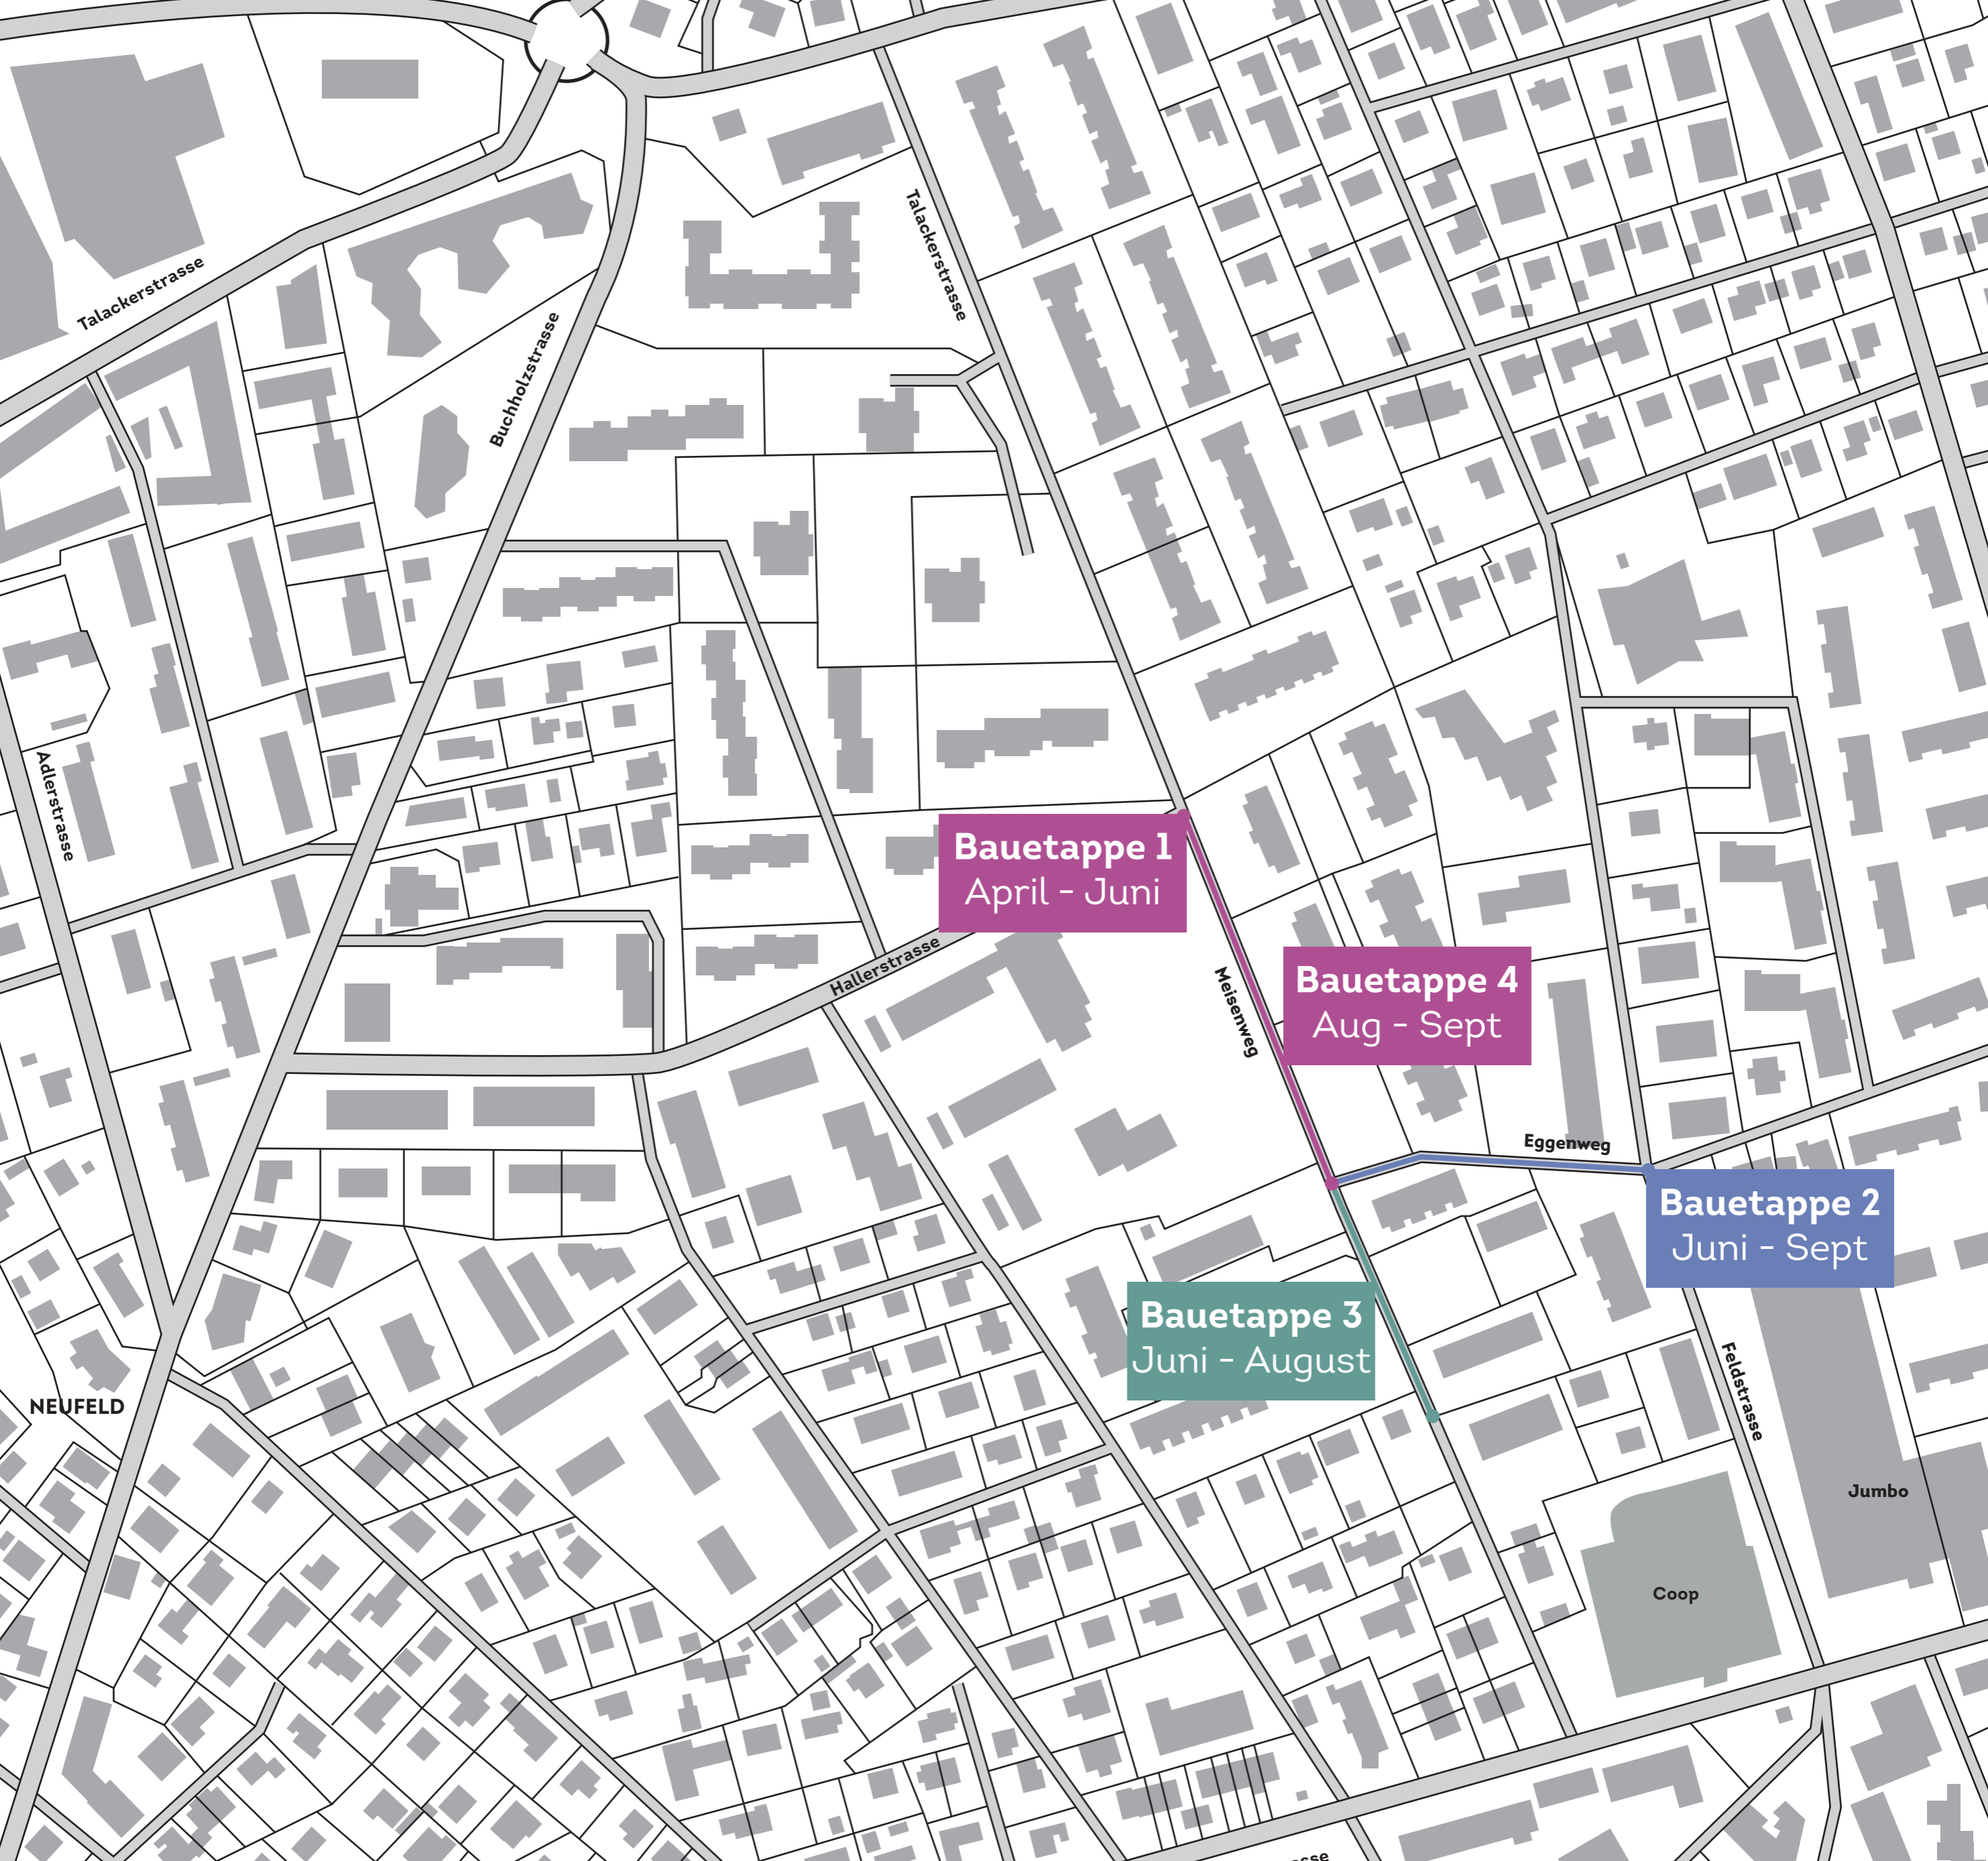 Talackerstrasse
Talackerstrasse
Buchholzstrasse
Adlerstrasse
Bauetappe 1
April - Juni
Hallerstrasse
Meisenweg
Bauetappe 4
Aug - Sept
Eggenweg
Bauetappe 2
Juni - Sept
Bauetappe 3
Juni - August
Feldstrasse
NEUFELD
Jumbo
Coop